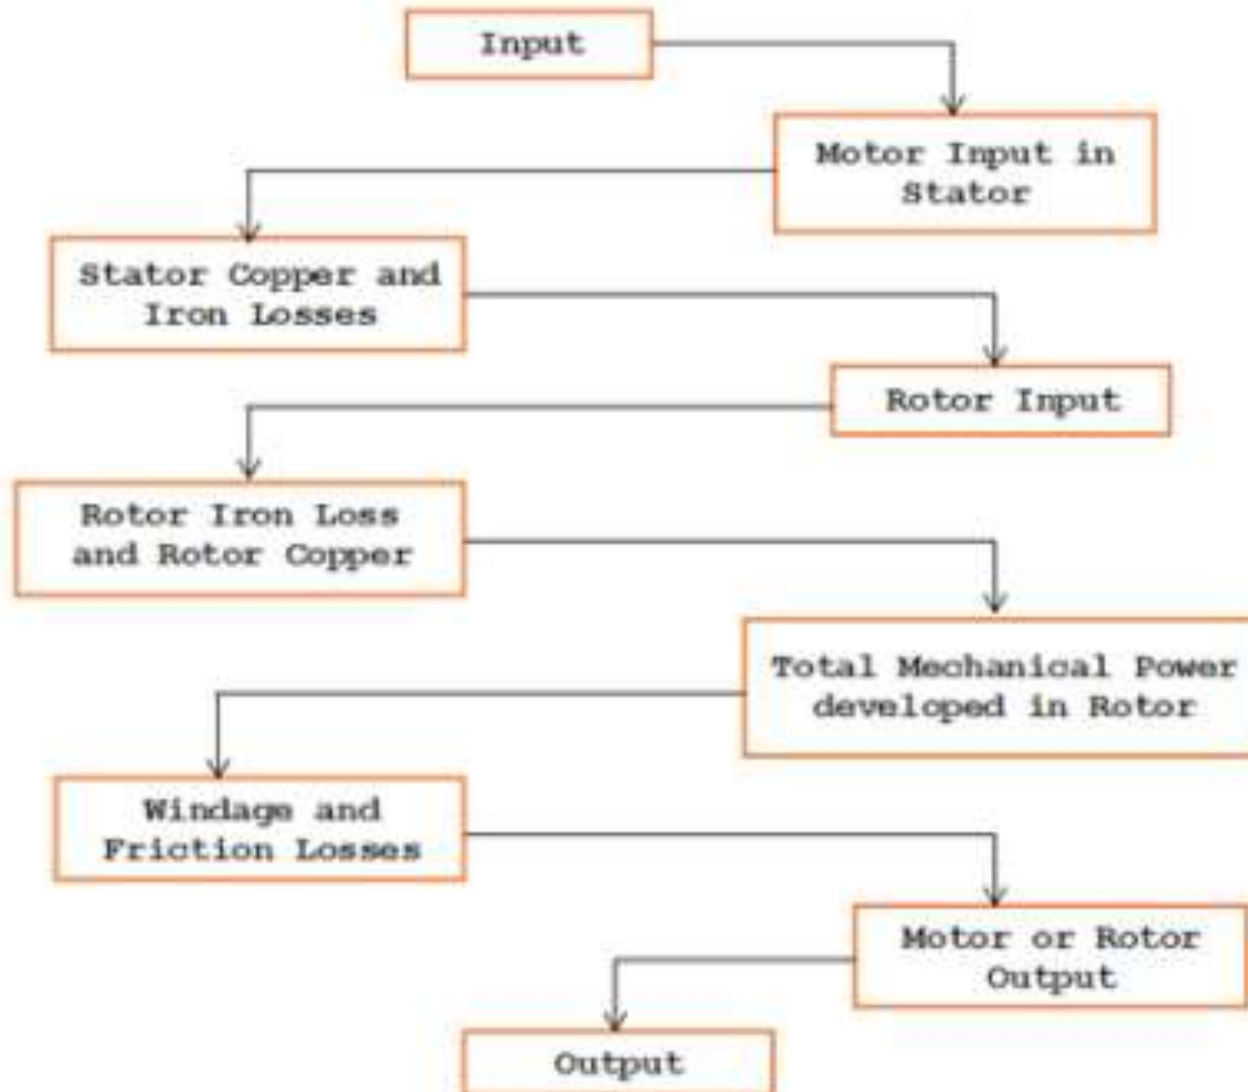 Input
Motor Input in
Stator
Stator Copper and
Iron Losses
Rotor Input
Rotor Iron Loss
and Rotor Copper
Total Mechanical Power
developed in Rotor
Windage and
Friction Losses
Motor or Rotor
Output
Output